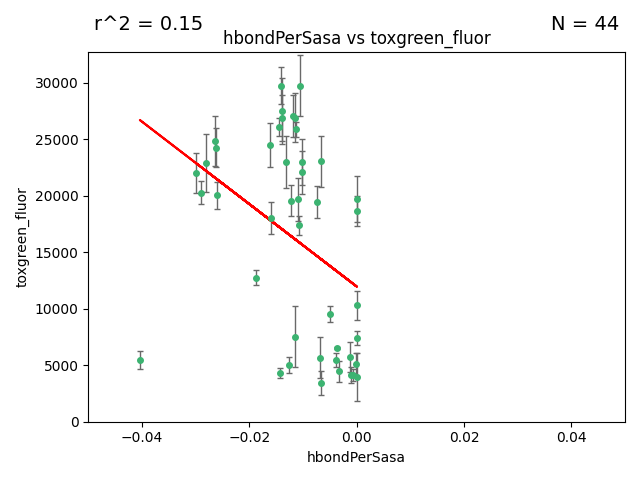 r^2 = 0.15
N = 44
hbondPerSasa vs toxgreen_fluor
30000
25000
20000
15000
10000
5000
0
toxgreen_fluor
−0.04
−0.02
0.00
0.02
0.04
hbondPerSasa